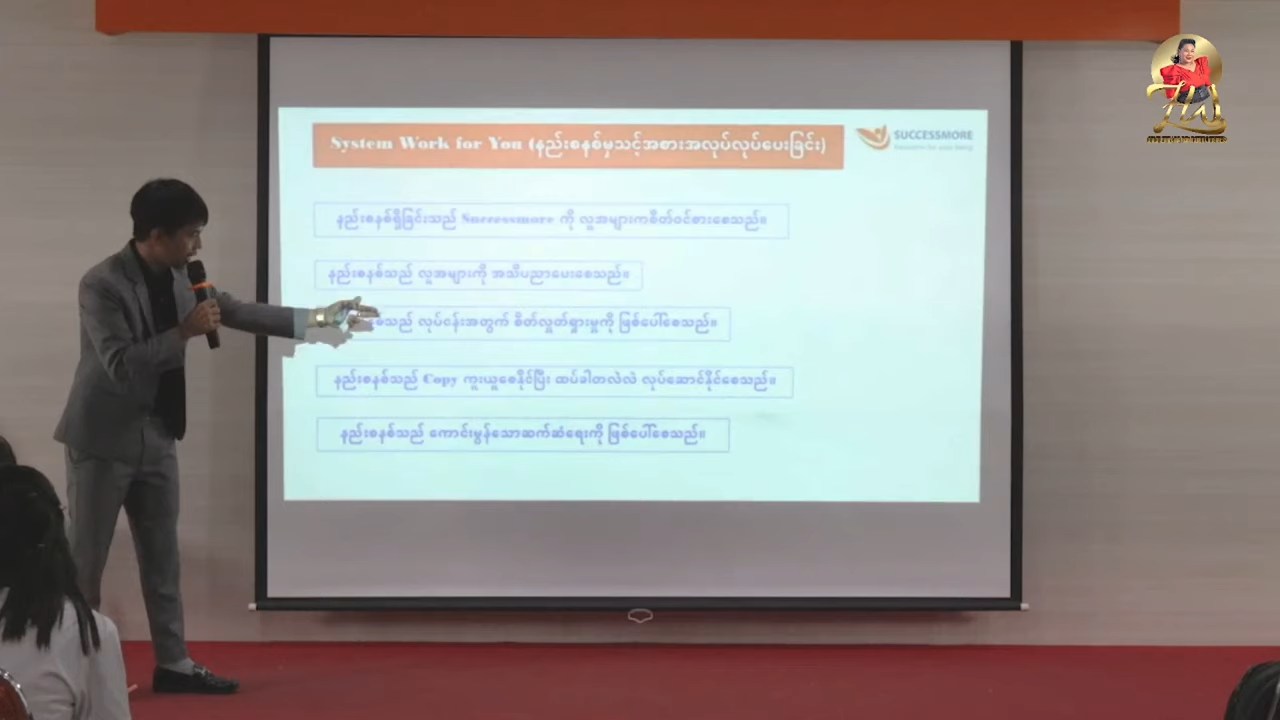 System Work for You (နည်းစနစ်မှသင့်အစားအလုပ်လုပ်ပေးခြင်း)
SUCCESSMORE
နည်းစနစ်ရှိခြင်းသည် Successmore ကို လူအများကစိတ်ဝင်စားစေသည်။
နည်းစနစ်သည် လူအများကို အသိပညာပေးစေသည်။
စ်သည် လုပ်ငန်းအတွက် စိတ်လှုတ်ရှားမှုကို ဖြစ်ပေါ်စေသည်။
နည်းစနစ်သည် Copy ကူးယူစေနိုင်ပြီး ထပ်ခါတလဲလဲ လုပ်ဆောင်နိုင်စေသည်။
နည်းစနစ်သည် ကောင်းမွန်သောဆက်ဆံရေးကို ဖြစ်ပေါ်စေသည်။